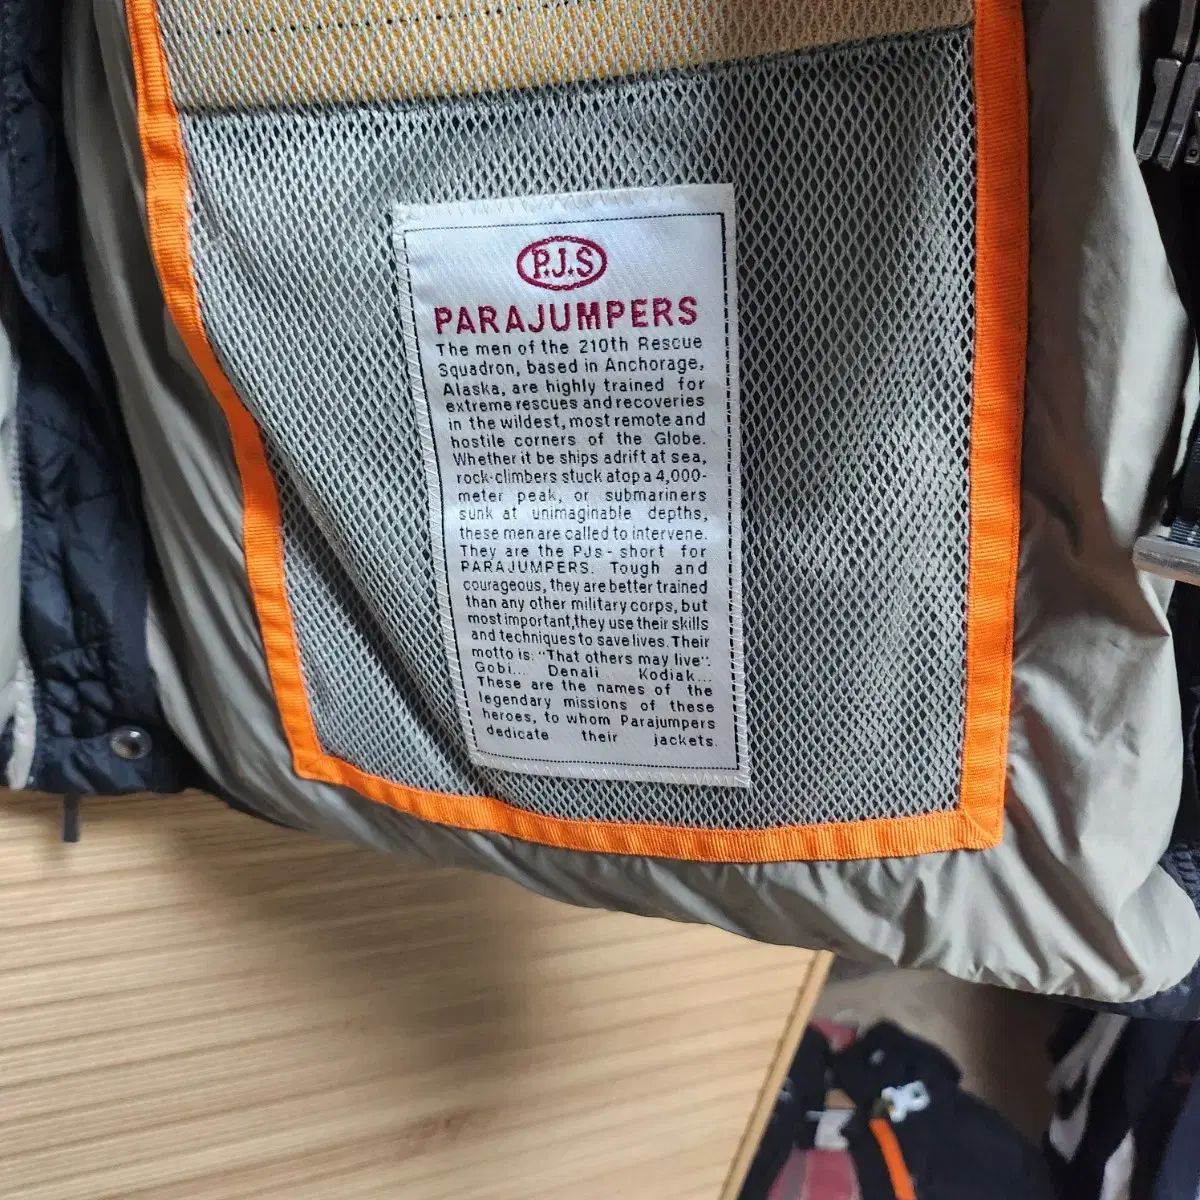 P.J.S
PARAJUMPERS
The men of the 210th Rescue
Squadron, based in Anchorage,
Alaska, are highly trained for
extreme rescues and recoveries
in the wildest, most remote and
hostile corners of the Globe.
Whether it be ships adrift at sea,
rock-climbers stuck atop a 4,000-
meter peak, or submariners
sunk at unimaginable depths,
these men are called to intervene.
They are the PJs - short for
PARAJUMPERS. Tough and
courageous, they are better trained
than any other military corps, but
most important, they use their skills
and techniques to save lives. Their
motto is: "That others may live".
Gobi... Denali... Kodiak...
These are the names of the
legendary missions of these
heroes, to whom Parajumpers
dedicate their jackets.